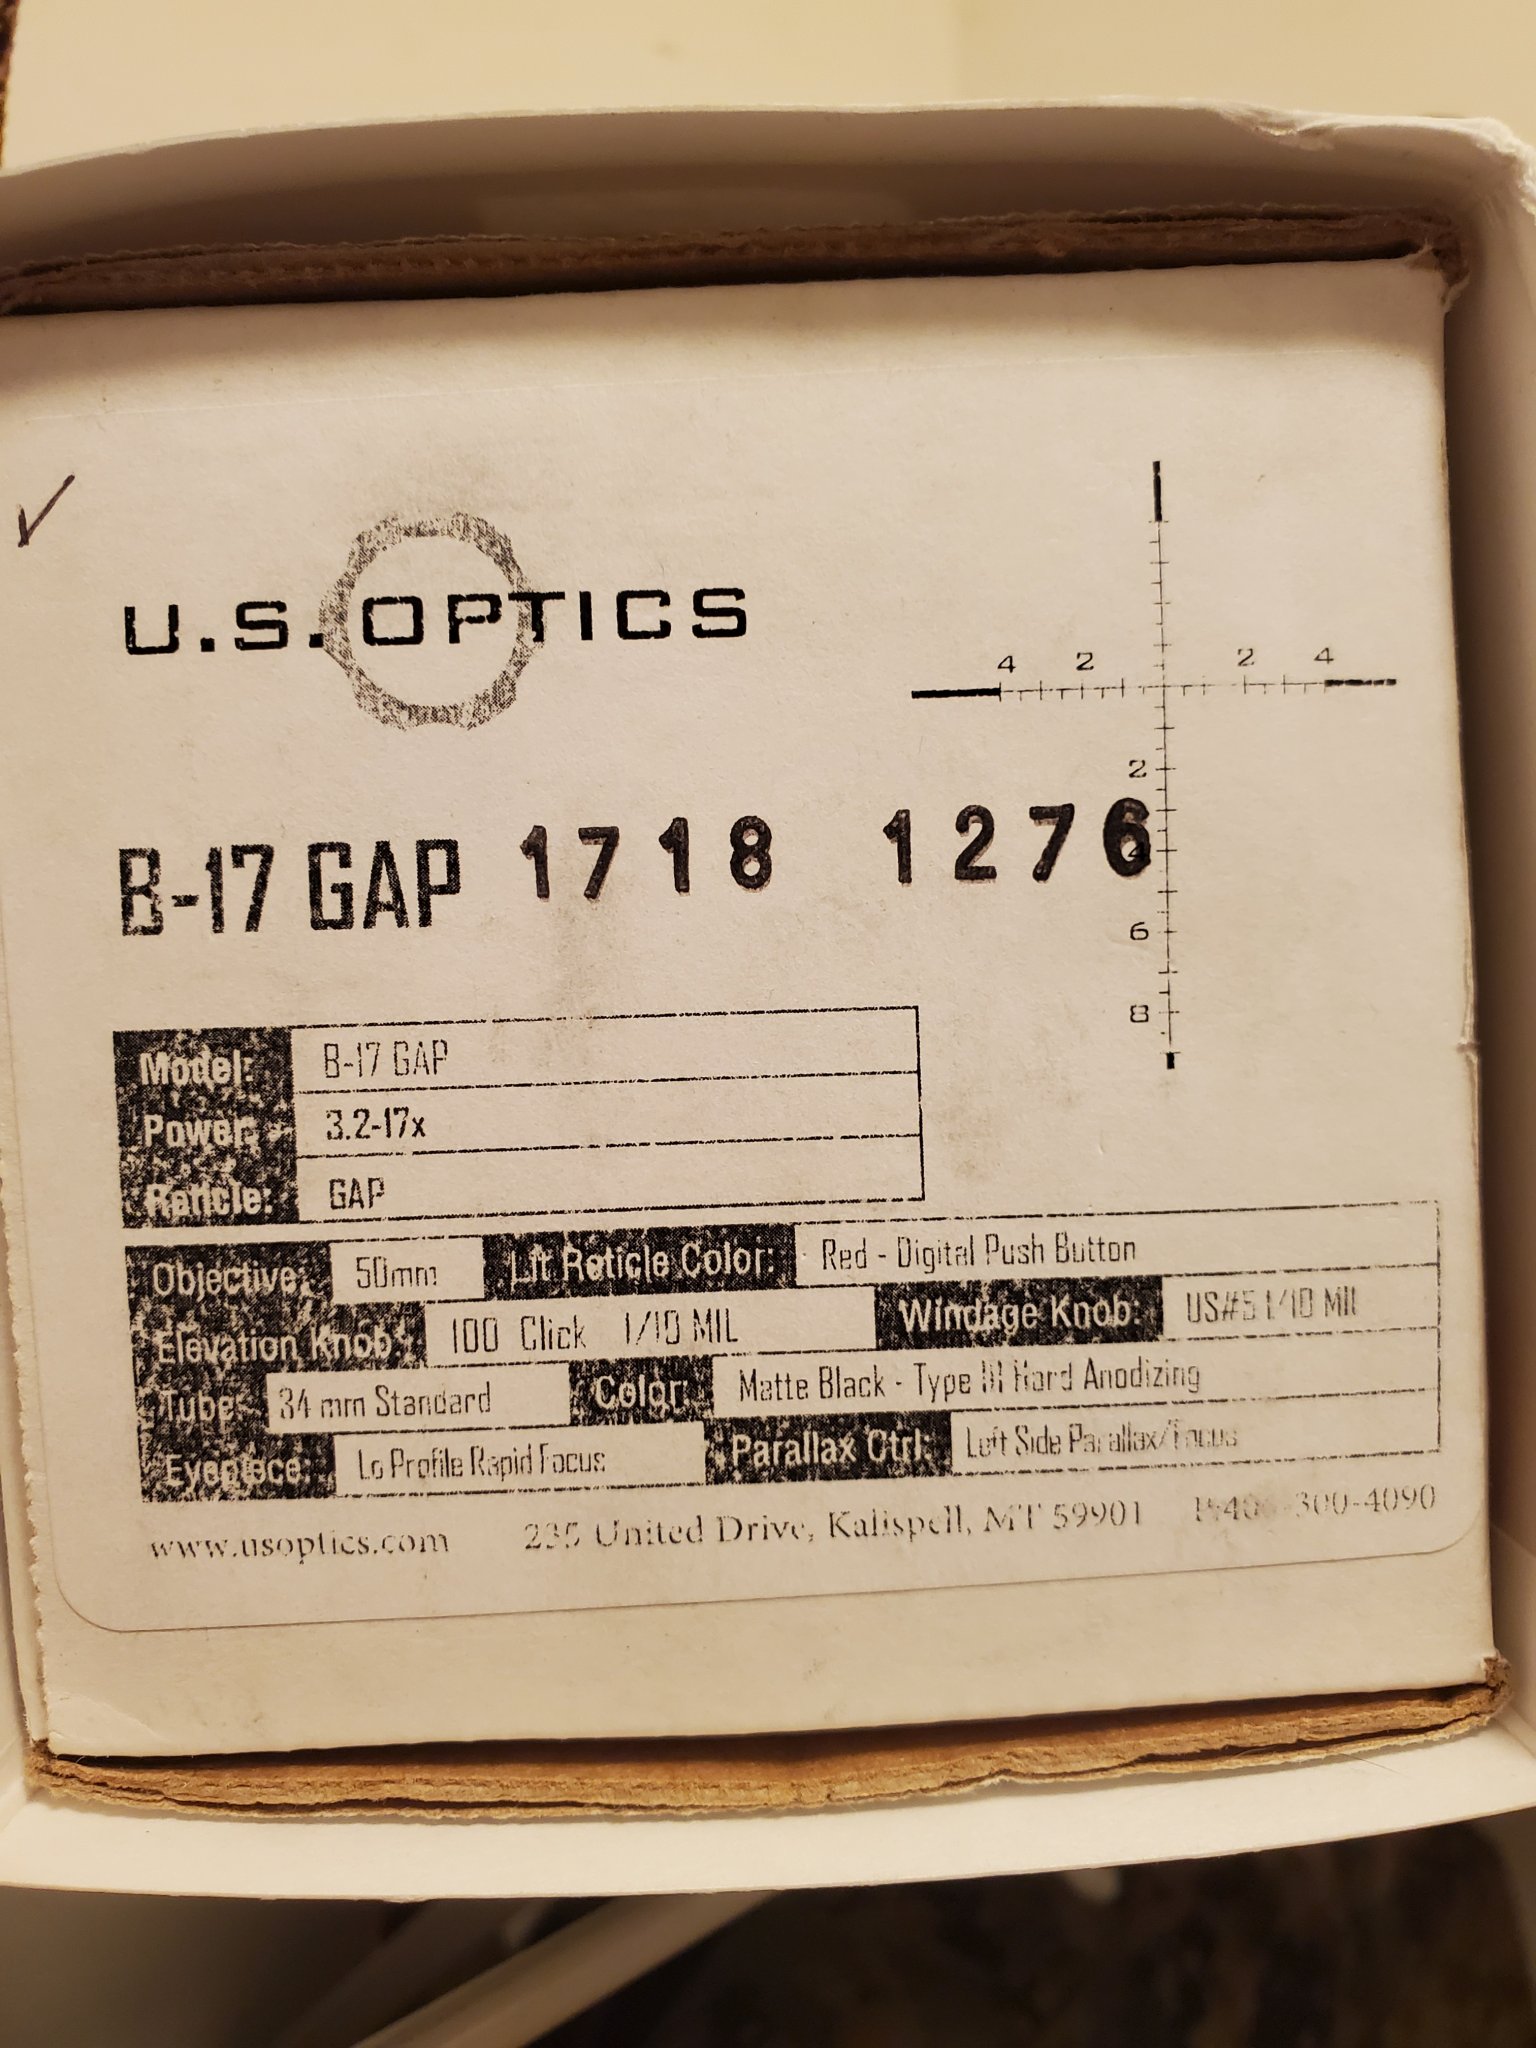 U.S. OPTICS
4 2 2 4
2
B-17 GAP 1718 1276
4
6
8
Model: B-17 GAP
Power: 3.2-17x
Reticle: GAP
Objective: 50mm Lit Reticle Color: Red - Digital Push Button
Elevation Knob: 100 Click 1/10 MIL Windage Knob: US#5 1/10 MIL
Tube: 34 mm Standard Color: Matte Black - Type III Hard Anodizing
Eyepiece: Lo Profile Rapid Focus Parallax Ctrl: Left Side Parallax/Focus
www.usoptics.com 235 United Drive, Kalispell, MT 59901 300-4090